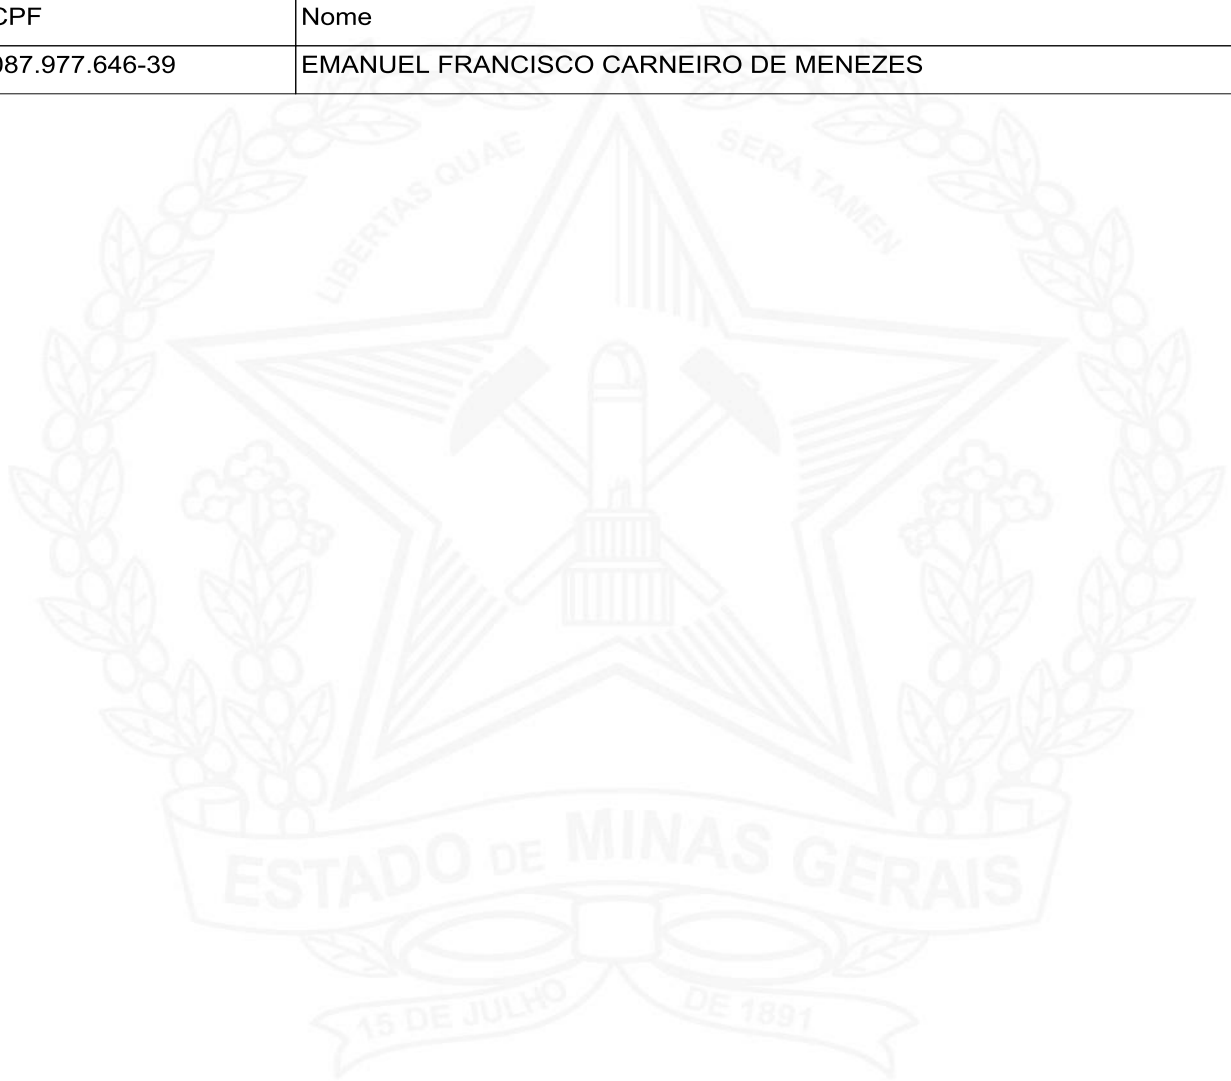 CPF Nome
087.977.646-39 EMANUEL FRANCISCO CARNEIRO DE MENEZES
LIBERTAS QUAE SERA TAMEN
ESTADO DE MINAS GERAIS
15 DE JULHO DE 1891